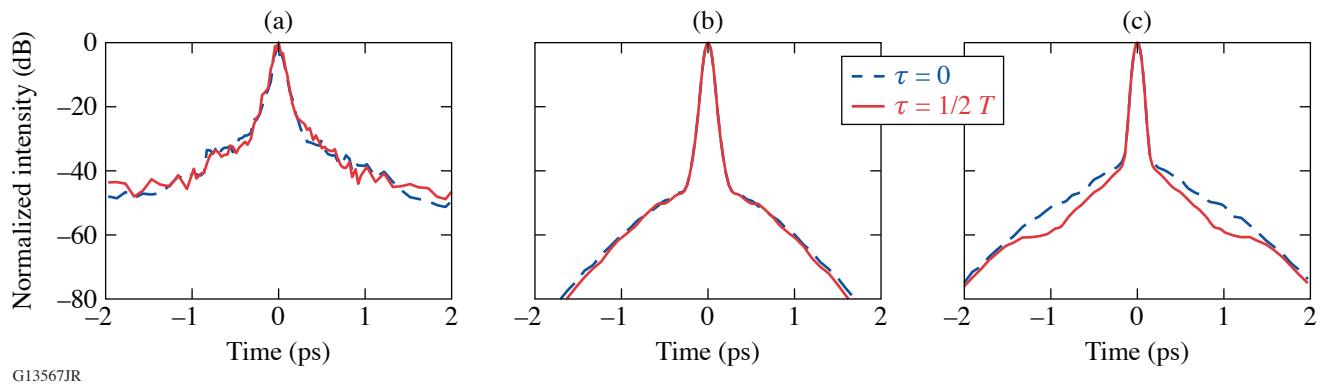 (a) (b) (c)
Normalized intensity (dB)
0
–20
–40
–60
–80
–2 –1 0 1 2
–2 –1 0 1 2
–2 –1 0 1 2
Time (ps) Time (ps) Time (ps)
τ = 0
τ = 1/2 T
G13567JR